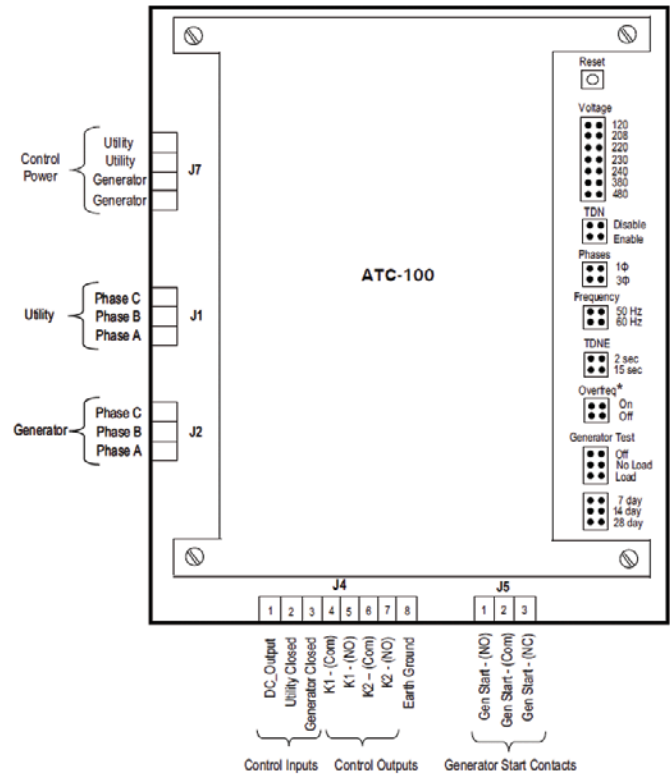 Reset
Voltage
120
208
220
230
240
380
480
TDN
Disable
Enable
Phases
1Φ
3Φ
Frequency
50 Hz
60 Hz
TDNE
2 sec
15 sec
Overfreq*
On
Off
Generator Test
Off
No Load
Load
7 day
14 day
28 day
ATC-100
Control Power
Utility
Utility
Generator
Generator
J7
Utility
Phase C
Phase B
Phase A
J1
Generator
Phase C
Phase B
Phase A
J2
J4
1 2 3 4 5 6 7 8
DC_Output
Utility Closed
Generator Closed
K1 - (Com)
K1 - (NO)
K2 – (Com)
K2 - (NO)
Earth Ground
Control Inputs
Control Outputs
J5
1 2 3
Gen Start - (NO)
Gen Start - (Com)
Gen Start - (NC)
Generator Start Contacts